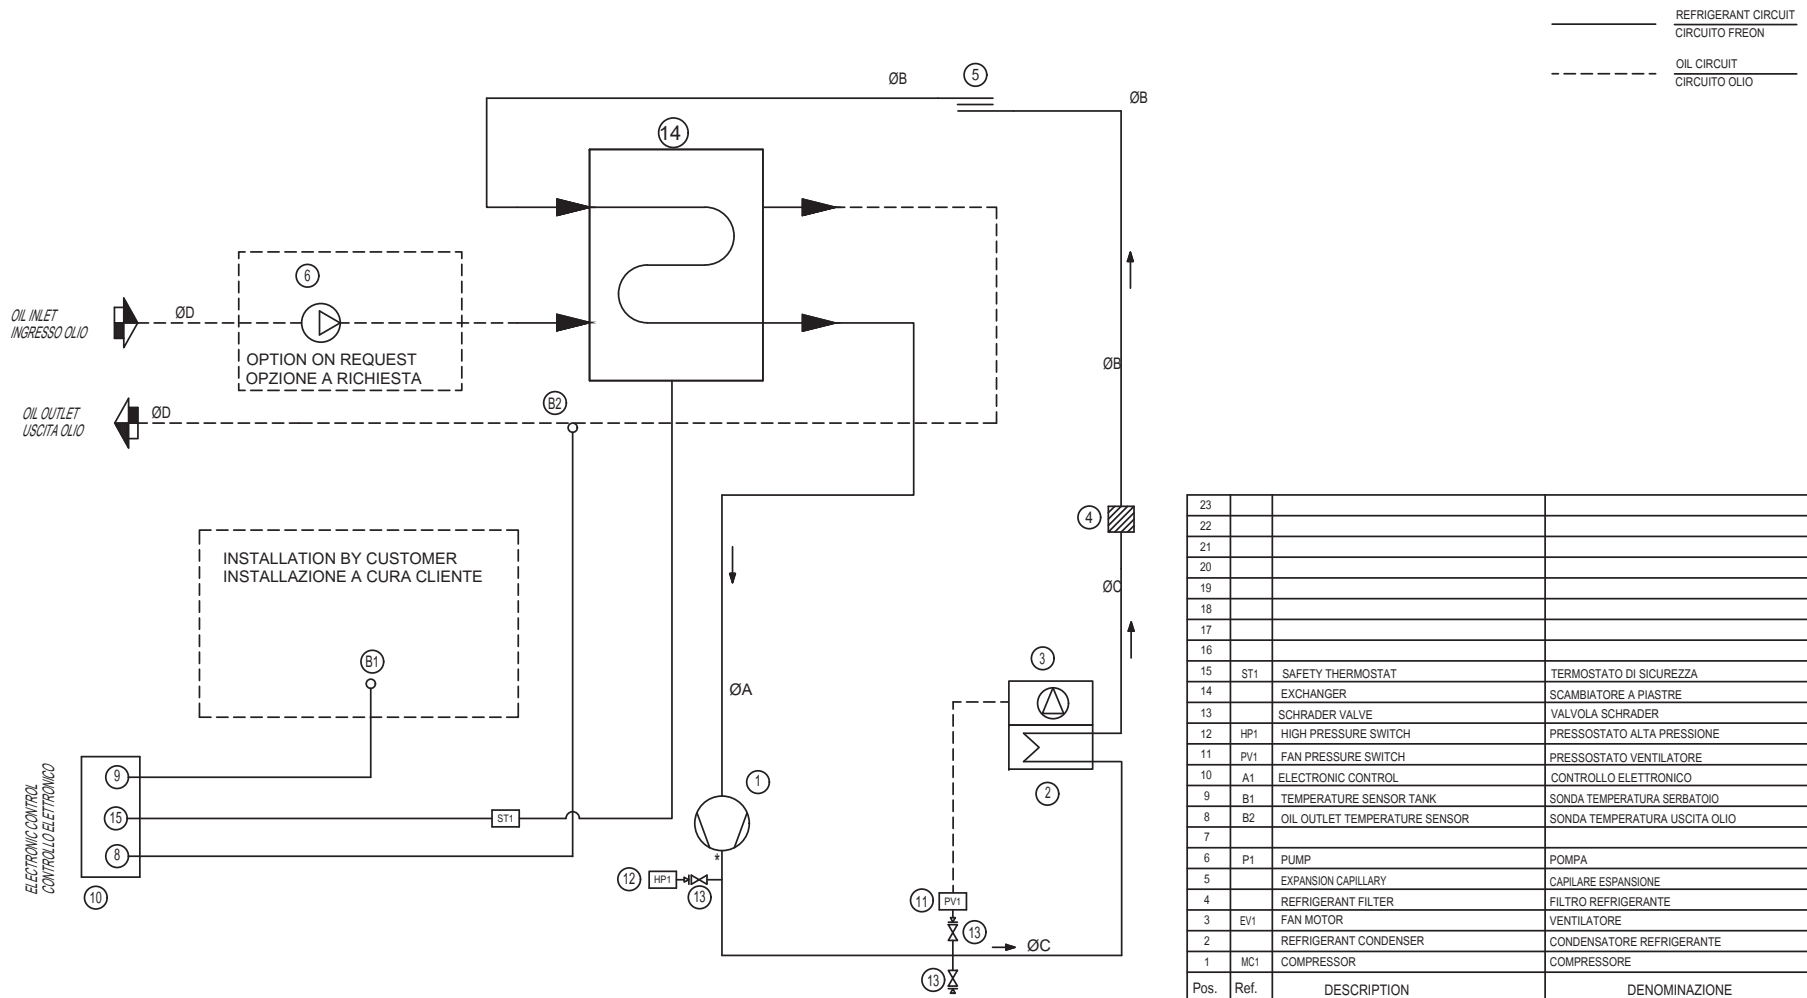 REFRIGERANT CIRCUIT
CIRCUITO FREON
OIL CIRCUIT
CIRCUITO OLIO
ØB
5
ØB
14
6
OIL INLET
INGRESSO OLIO
ØD
OPTION ON REQUEST
OPZIONE A RICHIESTA
ØB
OIL OUTLET
USCITA OLIO
ØD
B2
4
INSTALLATION BY CUSTOMER
INSTALLAZIONE A CURA CLIENTE
ØC
B1
3
ØA
ELECTRONIC CONTROL
CONTROLLO ELETTRONICO
9
15
8
10
ST1
1
2
*
12
HP1
13
11
PV1
13
ØC
13
23
22
21
20
19
18
17
16
15 ST1 SAFETY THERMOSTAT TERMOSTATO DI SICUREZZA
14 EXCHANGER SCAMBIATORE A PIASTRE
13 SCHRADER VALVE VALVOLA SCHRADER
12 HP1 HIGH PRESSURE SWITCH PRESSOSTATO ALTA PRESSIONE
11 PV1 FAN PRESSURE SWITCH PRESSOSTATO VENTILATORE
10 A1 ELECTRONIC CONTROL CONTROLLO ELETTRONICO
9 B1 TEMPERATURE SENSOR TANK SONDA TEMPERATURA SERBATOIO
8 B2 OIL OUTLET TEMPERATURE SENSOR SONDA TEMPERATURA USCITA OLIO
7
6 P1 PUMP POMPA
5 EXPANSION CAPILLARY CAPILARE ESPANSIONE
4 REFRIGERANT FILTER FILTRO REFRIGERANTE
3 EV1 FAN MOTOR VENTILATORE
2 REFRIGERANT CONDENSER CONDENSATORE REFRIGERANTE
1 MC1 COMPRESSOR COMPRESSORE
Pos. Ref. DESCRIPTION DENOMINAZIONE